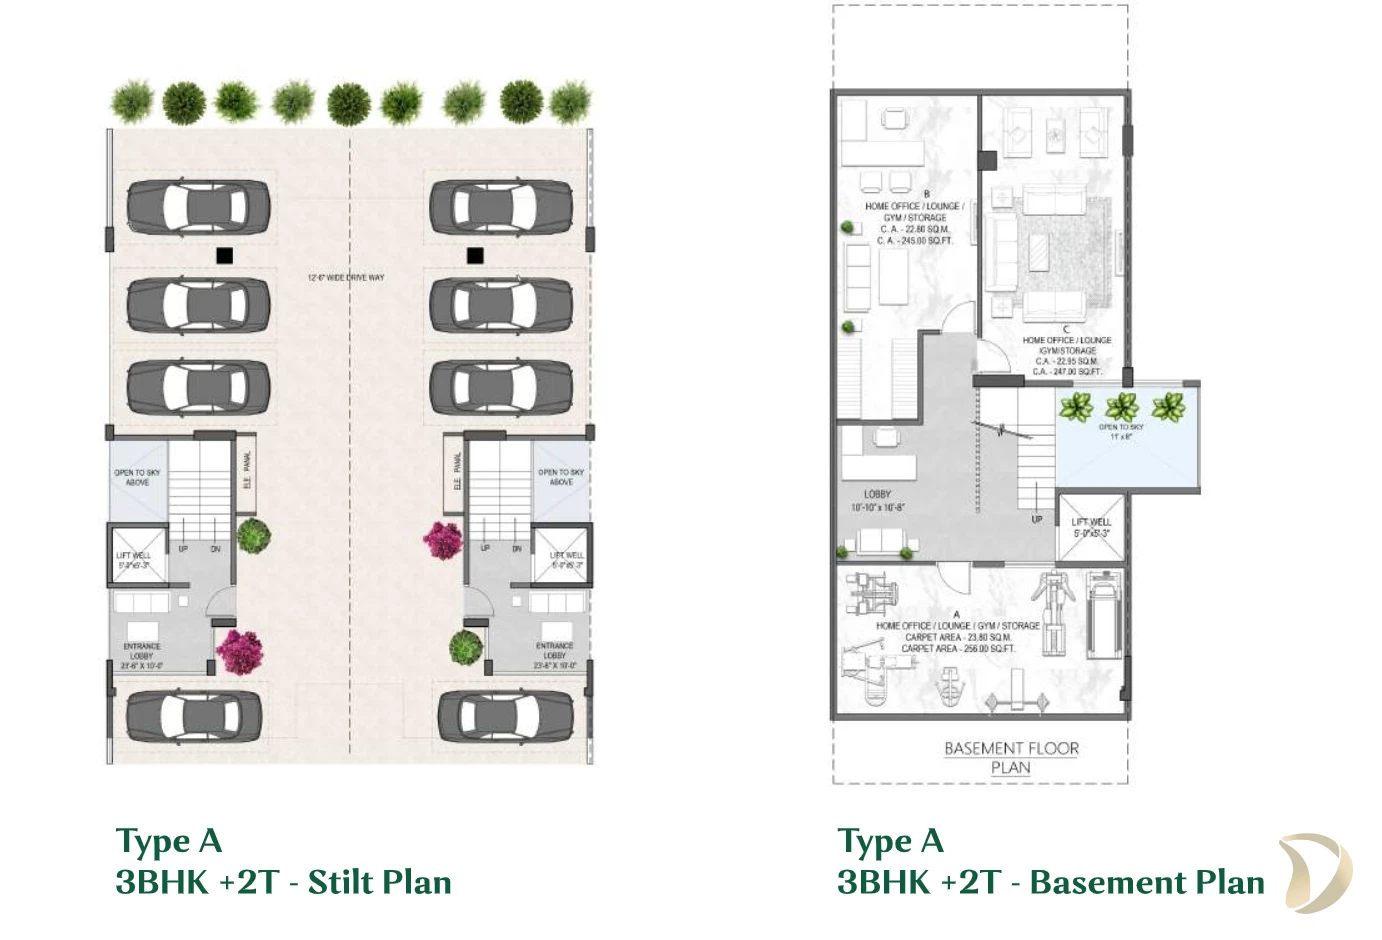 12'-6" WIDE DRIVE WAY
ELE PANAL
ELE PANAL
OPEN TO SKY
ABOVE
OPEN TO SKY
ABOVE
UP
DN
UP
DN
LIFT WELL
5'-0"x5'-3"
LIFT WELL
5'-0"x5'-3"
ENTRANCE
LOBBY
23'-6" X 10'-0"
ENTRANCE
LOBBY
23'-6" X 10'-0"
Type A
3BHK +2T - Stilt Plan
B
HOME OFFICE / LOUNGE /
GYM / STORAGE
C. A. - 22.80 SQ.M.
C. A. - 245.00 SQ.FT.
C
HOME OFFICE / LOUNGE
/GYM/STORAGE
C.A. - 22.95 SQ.M.
C.A. - 247.00 SQ.FT.
OPEN TO SKY
11' x 6'
UP
LOBBY
10'-10" x 10'-8"
UP
LIFT WELL
5'-0"x5'-3"
A
HOME OFFICE / LOUNGE / GYM / STORAGE
CARPET AREA - 23.80 SQ.M.
CARPET AREA - 256.00 SQ.FT.
BASEMENT FLOOR
PLAN
Type A
3BHK +2T - Basement Plan